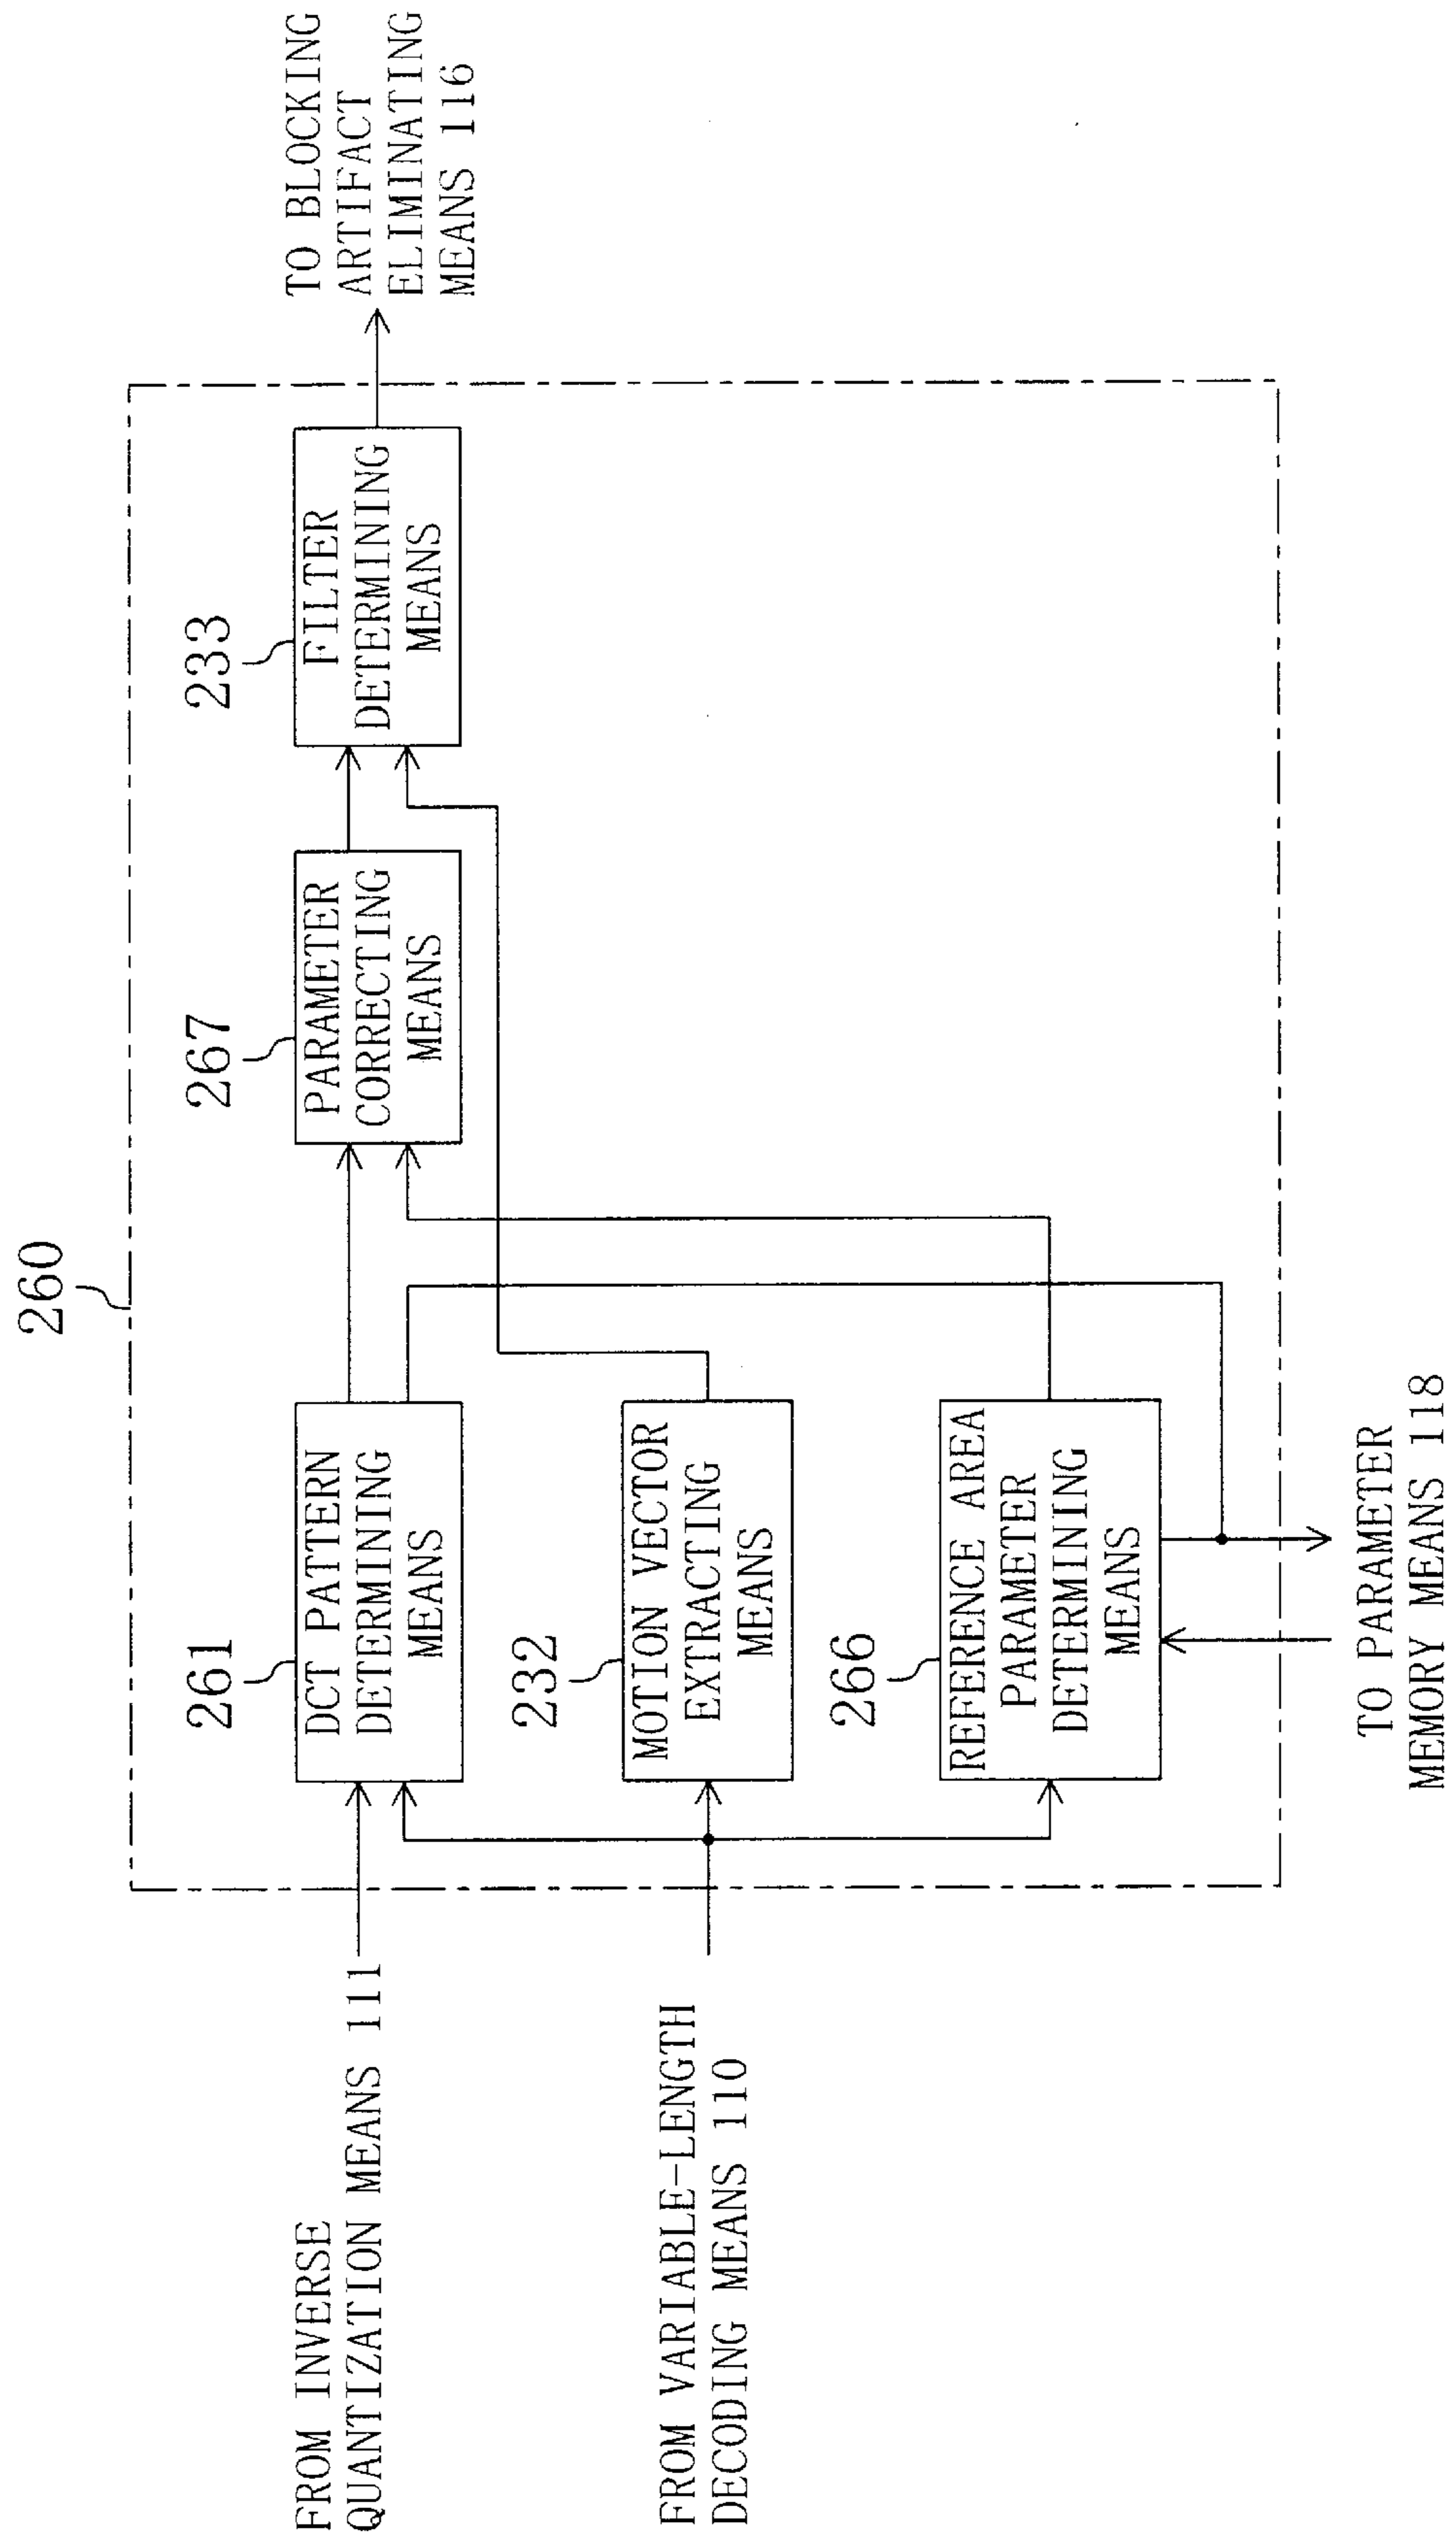 260
FROM INVERSE
QUANTIZATION MEANS 111
261
DCT PATTERN
DETERMINING
MEANS
267
PARAMETER
CORRECTING
MEANS
233
FILTER
DETERMINING
MEANS
TO BLOCKING
ARTIFACT
ELIMINATING
MEANS 116
FROM VARIABLE-LENGTH
DECODING MEANS 110
232
MOTION VECTOR
EXTRACTING
MEANS
266
REFERENCE AREA
PARAMETER
DETERMINING
MEANS
TO PARAMETER
MEMORY MEANS 118